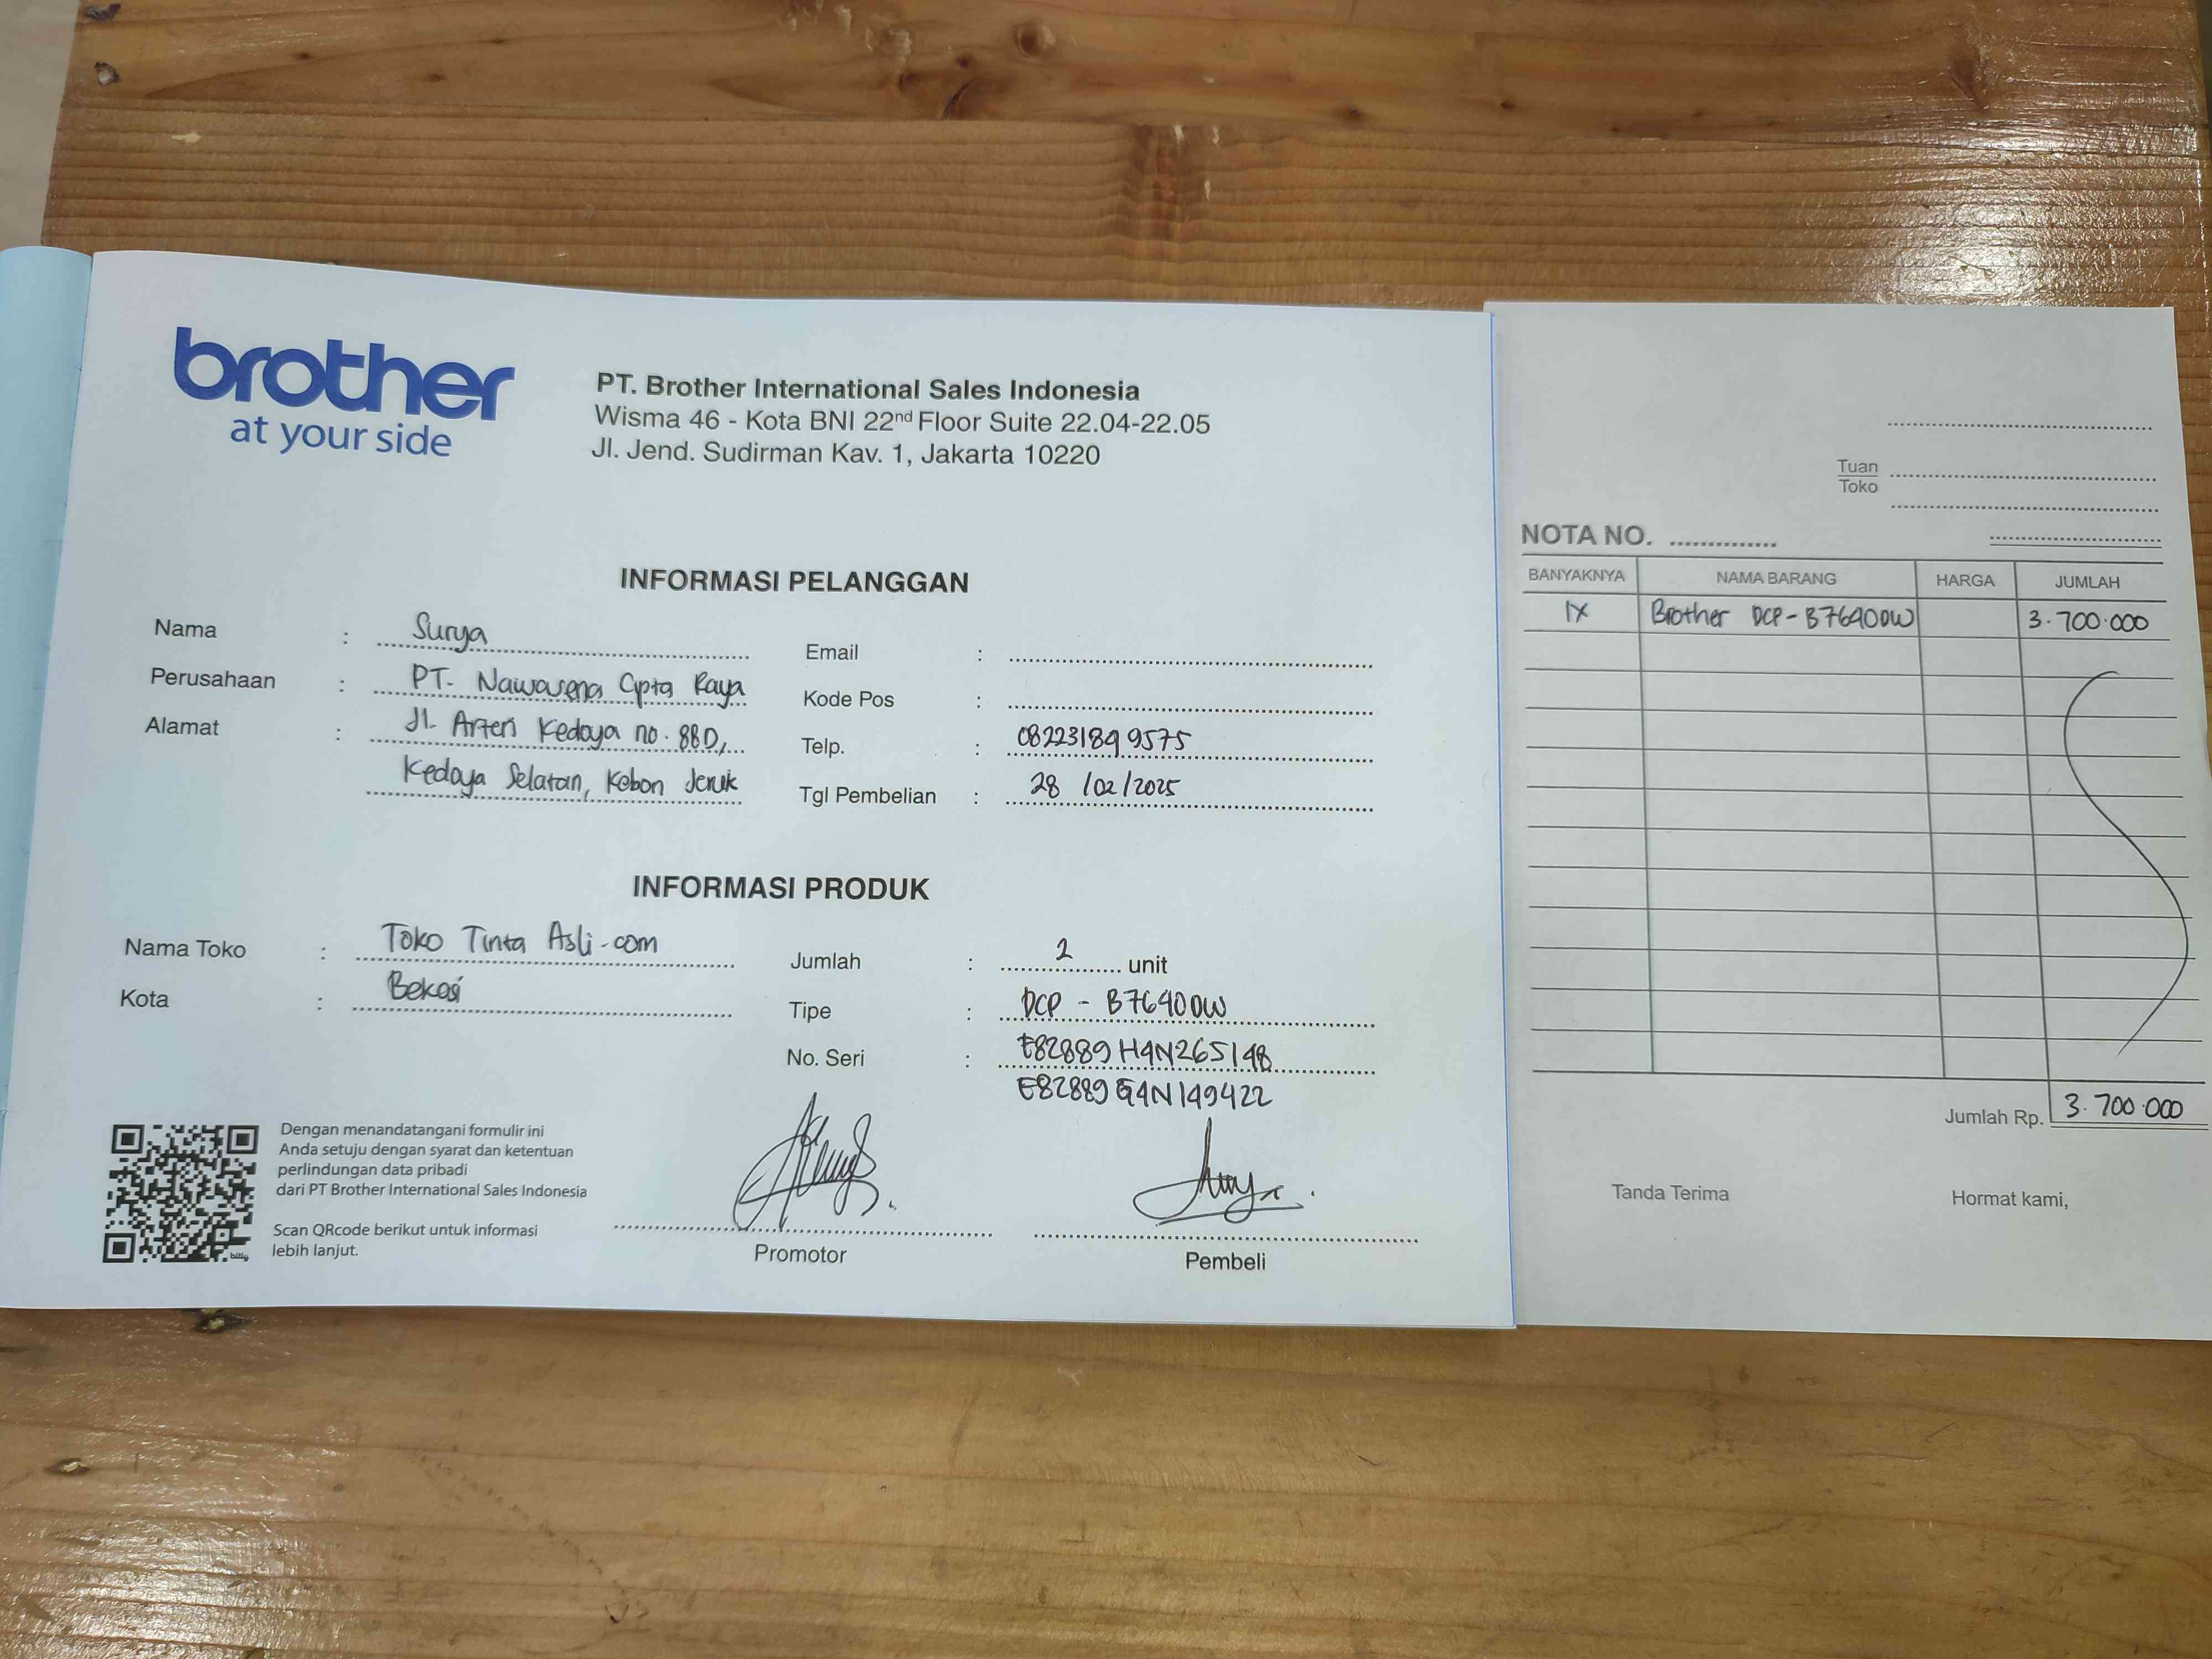 brother
at your side
PT. Brother International Sales Indonesia
Wisma 46 - Kota BNI 22nd Floor Suite 22.04-22.05
Jl. Jend. Sudirman Kav. 1, Jakarta 10220
INFORMASI PELANGGAN
Nama : Surya
Perusahaan : PT. Nawasena Cipta Raya
Alamat : Jl. Arteri Kedoya no. 88D,
Kedoya Selatan, Kebon Jeruk
Email :
Kode Pos :
Telp. : 082231899575
Tgl Pembelian : 28 /02/2025
INFORMASI PRODUK
Nama Toko : Toko Tinta Asli.com
Kota : Bekasi
Jumlah : 2 unit
Tipe : DCP - B7640DW
No. Seri : E82889H4N265148
E82889G4N149422
Dengan menandatangani formulir ini
Anda setuju dengan syarat dan ketentuan
perlindungan data pribadi
dari PT Brother International Sales Indonesia
Scan QRcode berikut untuk informasi
lebih lanjut.
bitly
Promotor
Pembeli
Tuan
Toko
NOTA NO.
BANYAKNYA NAMA BARANG HARGA JUMLAH
1X Brother DCP-B7640DW 3.700.000
Jumlah Rp. 3.700.000
Tanda Terima Hormat kami,